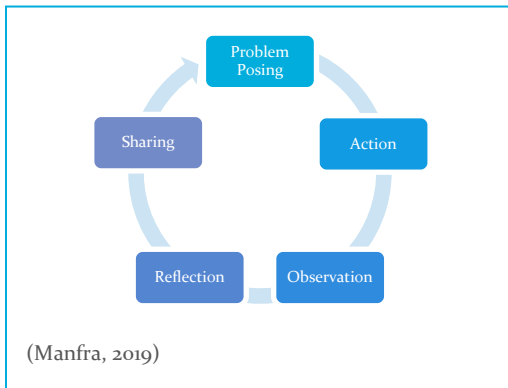 Problem
Posing
Action
Observation
Reflection
Sharing
(Manfra, 2019)